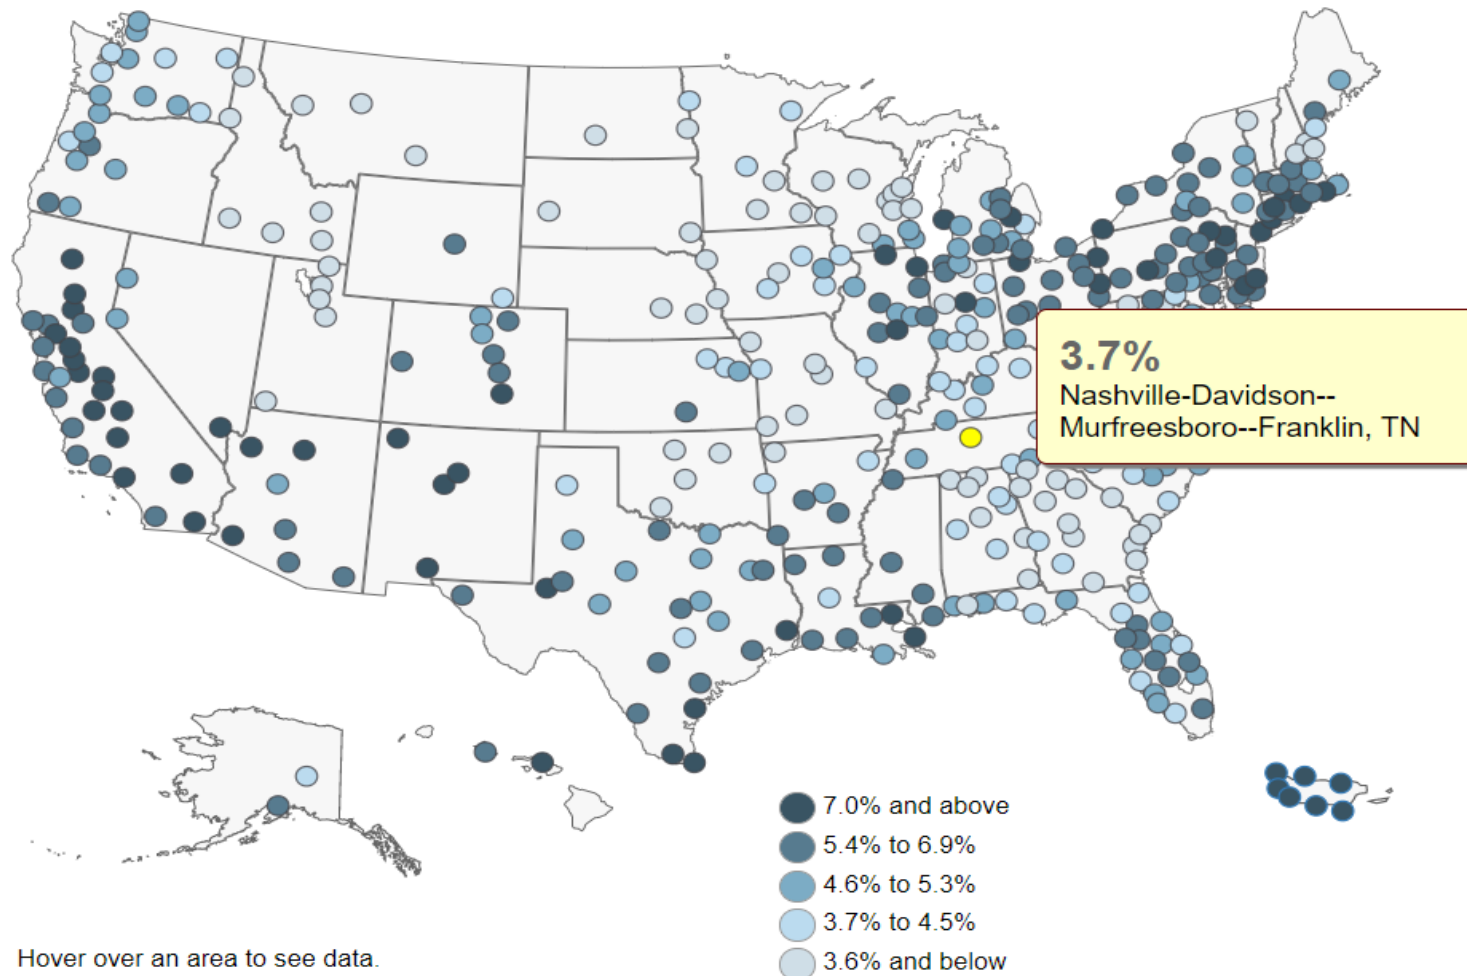 3.7%
Nashville-Davidson--
Murfreesboro--Franklin, TN
7.0% and above
5.4% to 6.9%
4.6% to 5.3%
3.7% to 4.5%
3.6% and below
Hover over an area to see data.